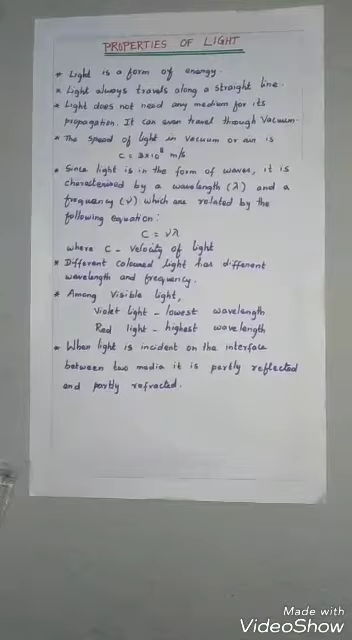 PROPERTIES OF LIGHT
* Light is a form of energy.
* Light always travels along a straight line.
* Light does not need any medium for its
propagation. It can even travel through Vacuum.
* The speed of light in vacuum or air is
C = 3×10⁸ m/s
* Since light is in the form of waves, it is
characterised by a wavelength (λ) and a
frequency (ν) which are related by the
following equation:
C = νλ
where C - Velocity of light
* Different coloured light has different
wavelength and frequency.
* Among Visible light,
Violet light - lowest wavelength
Red light - highest wavelength
* When light is incident on the interface
between two media it is partly reflected
and partly refracted.
Made with
VideoShow